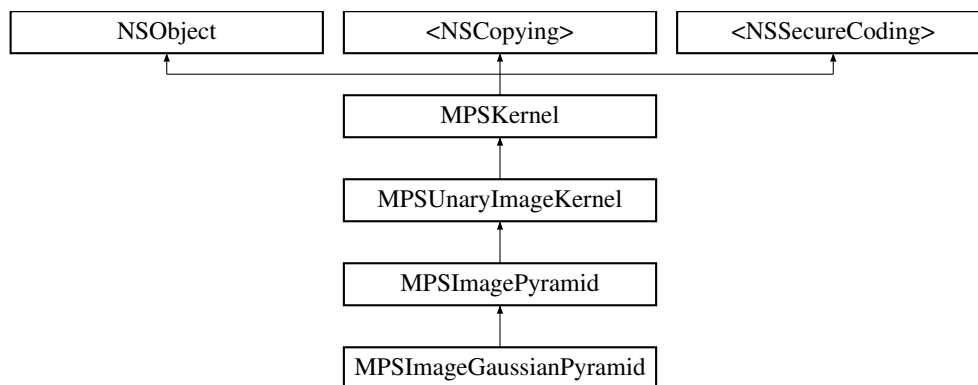 NSObject
<NSCopying>
<NSSecureCoding>
MPSKernel
MPSUnaryImageKernel
MPSImagePyramid
MPSImageGaussianPyramid